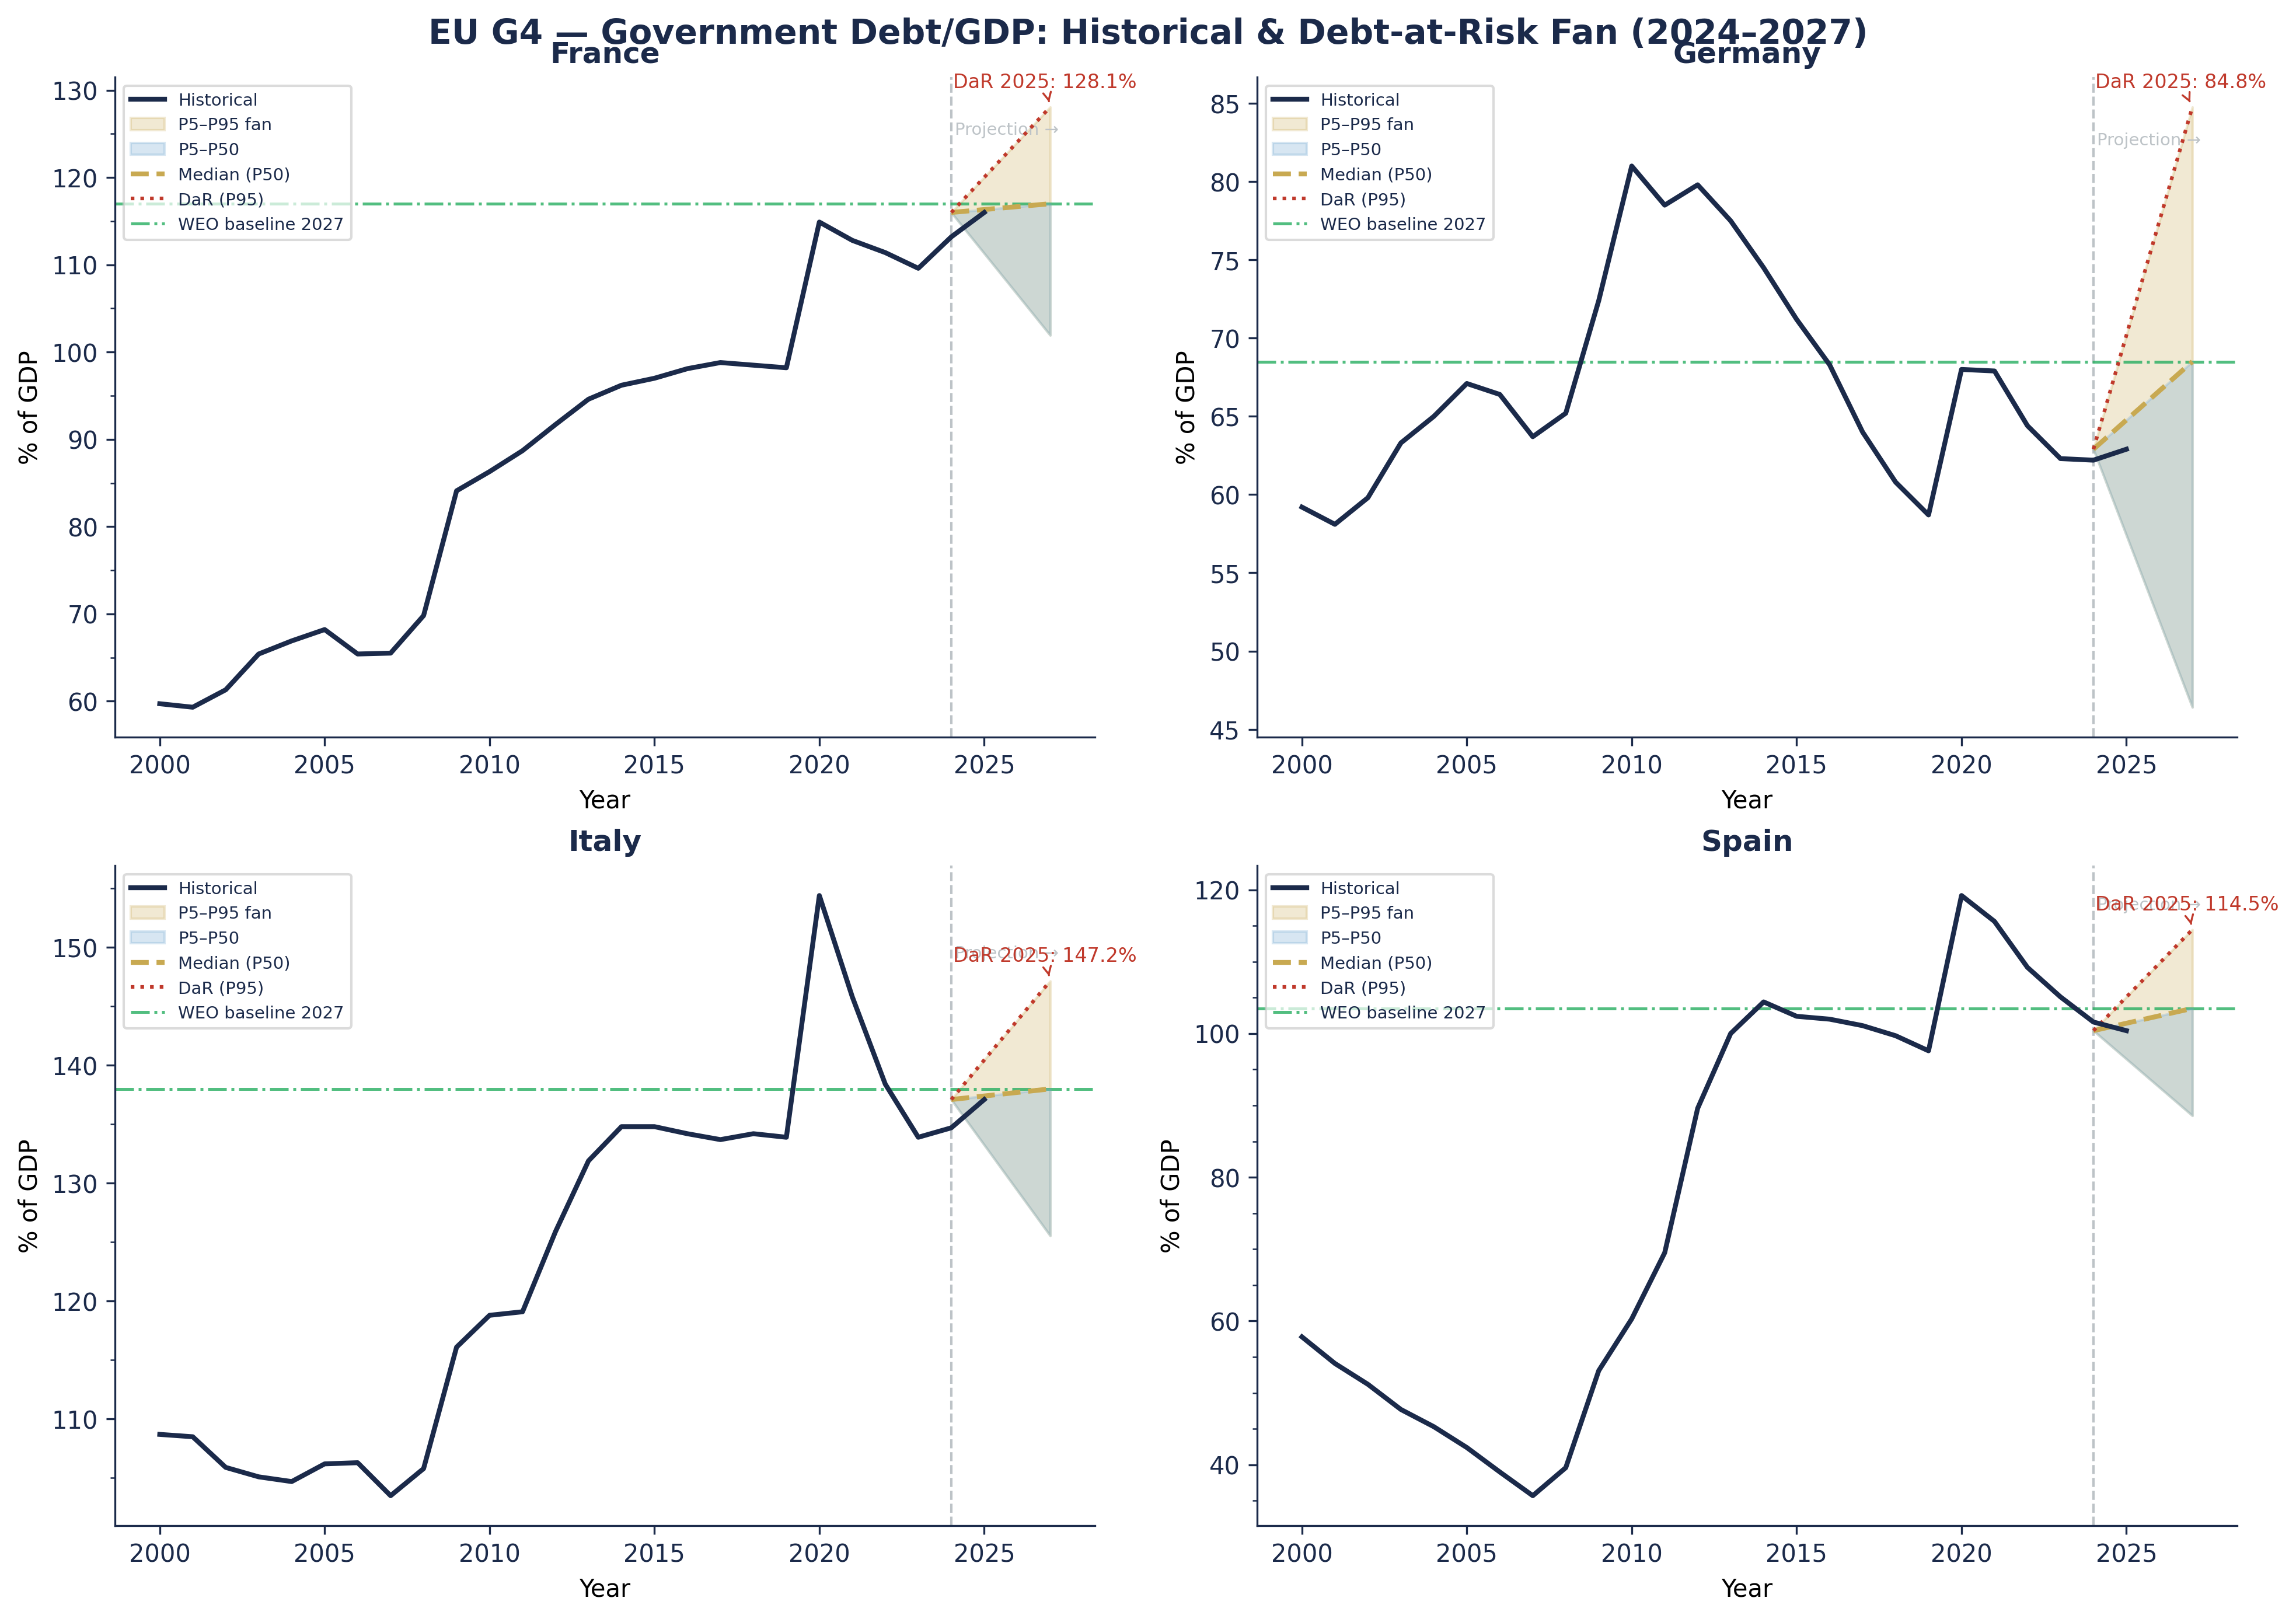 EU G4 — Government Debt/GDP: Historical & Debt-at-Risk Fan (2024–2027)
France
DaR 2025: 128.1%
Projection →
Historical
P5–P95 fan
P5–P50
Median (P50)
DaR (P95)
WEO baseline 2027
130
120
110
100
90
80
70
60
% of GDP
2000 2005 2010 2015 2020 2025
Year
Germany
DaR 2025: 84.8%
Projection →
Historical
P5–P95 fan
P5–P50
Median (P50)
DaR (P95)
WEO baseline 2027
85
80
75
70
65
60
55
50
45
% of GDP
2000 2005 2010 2015 2020 2025
Year
Italy
Projection →
DaR 2025: 147.2%
Historical
P5–P95 fan
P5–P50
Median (P50)
DaR (P95)
WEO baseline 2027
150
140
130
120
110
% of GDP
2000 2005 2010 2015 2020 2025
Year
Spain
Projection →
DaR 2025: 114.5%
Historical
P5–P95 fan
P5–P50
Median (P50)
DaR (P95)
WEO baseline 2027
120
100
80
60
40
% of GDP
2000 2005 2010 2015 2020 2025
Year